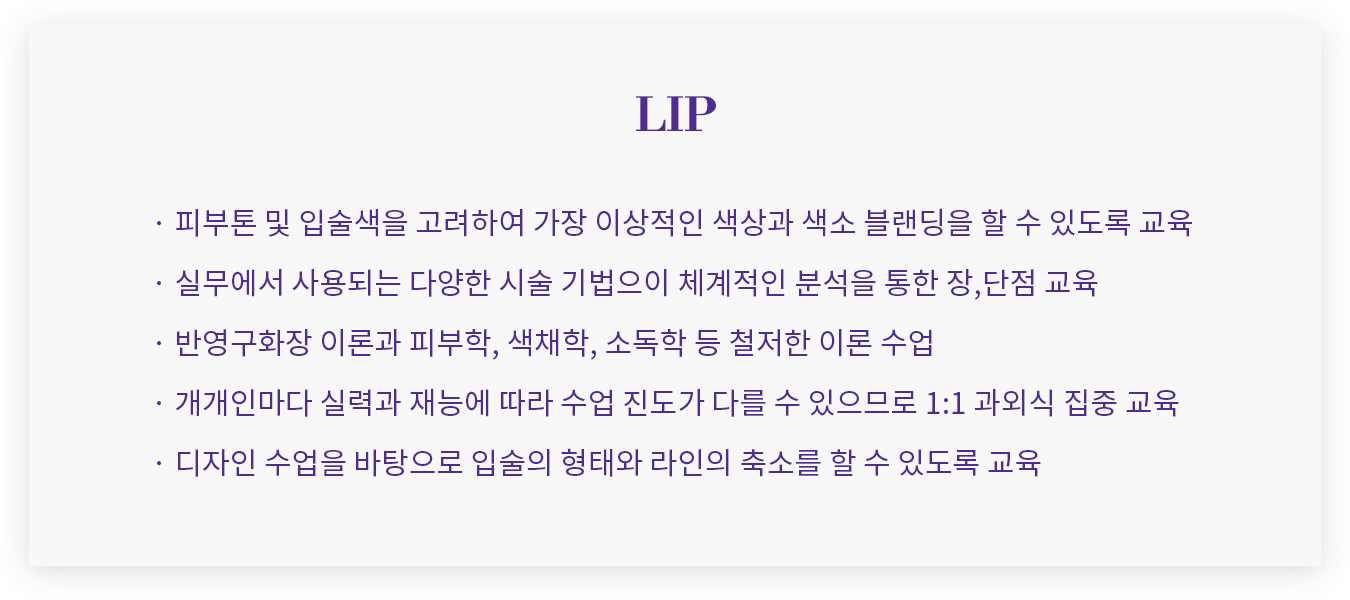 LIP
· 피부톤 및 입술색을 고려하여 가장 이상적인 색상과 색소 블랜딩을 할 수 있도록 교육
· 실무에서 사용되는 다양한 시술 기법으이 체계적인 분석을 통한 장,단점 교육
· 반영구화장 이론과 피부학, 색채학, 소독학 등 철저한 이론 수업
· 개개인마다 실력과 재능에 따라 수업 진도가 다를 수 있으므로 1:1 과외식 집중 교육
· 디자인 수업을 바탕으로 입술의 형태와 라인의 축소를 할 수 있도록 교육